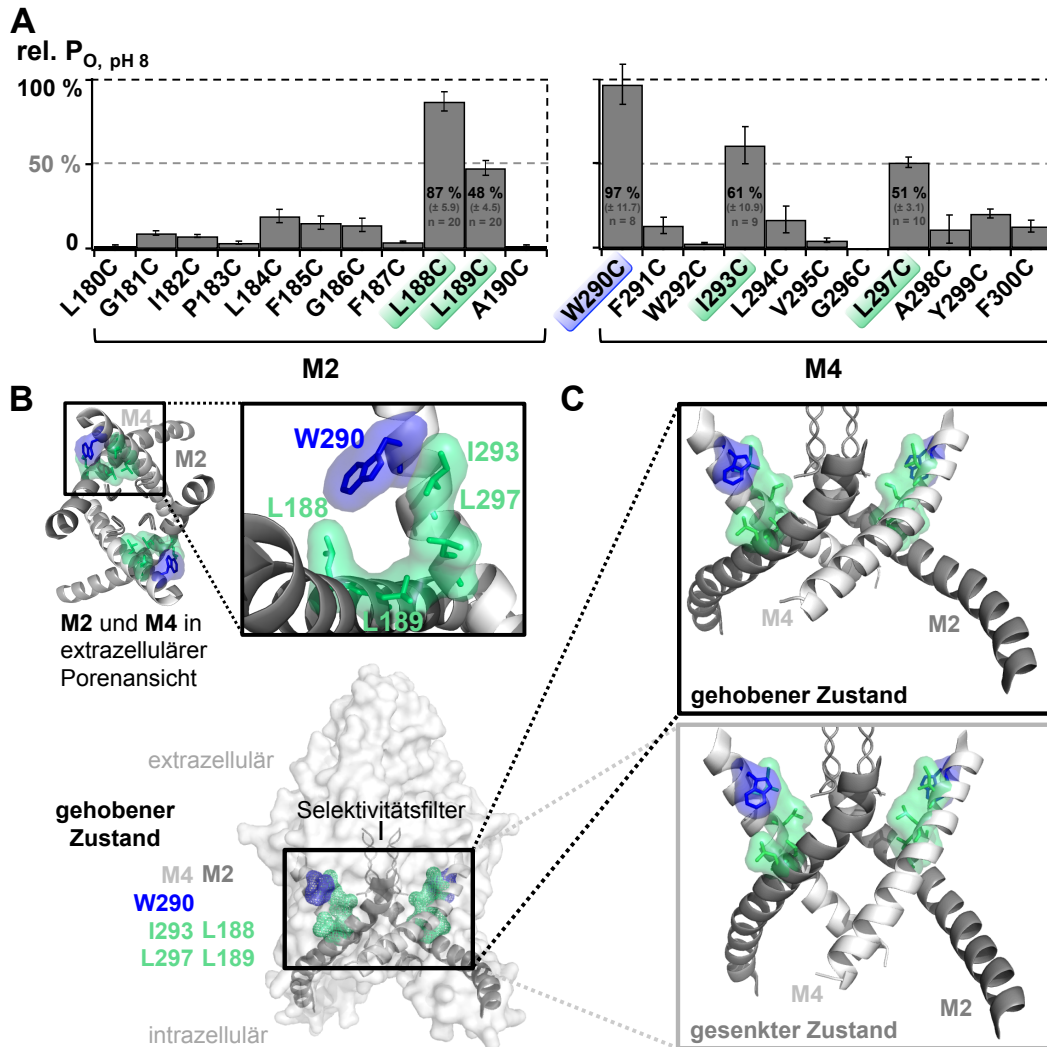 A
rel. P O, pH 8
100 %
50 %
0
87 %
(± 5.9)
n = 20
48 %
(± 4.5)
n = 20
97 %
(± 11.7)
n = 8
61 %
(± 10.9)
n = 9
51 %
(± 3.1)
n = 10
L180C
G181C
I182C
P183C
L184C
F185C
G186C
F187C
L188C
L189C
A190C
W290C
F291C
W292C
I293C
L294C
V295C
G296C
L297C
A298C
Y299C
F300C
M2
M4
B
M4
M2
W290
I293
L297
L188
L189
M2 und M4 in
extrazellulärer
Porenansicht
extrazellulär
gehobener
Zustand
Selektivitätsfilter
M4 M2
W290
I293 L188
L297 L189
intrazellulär
C
M4
M2
gehobener Zustand
M4
M2
gesenkter Zustand